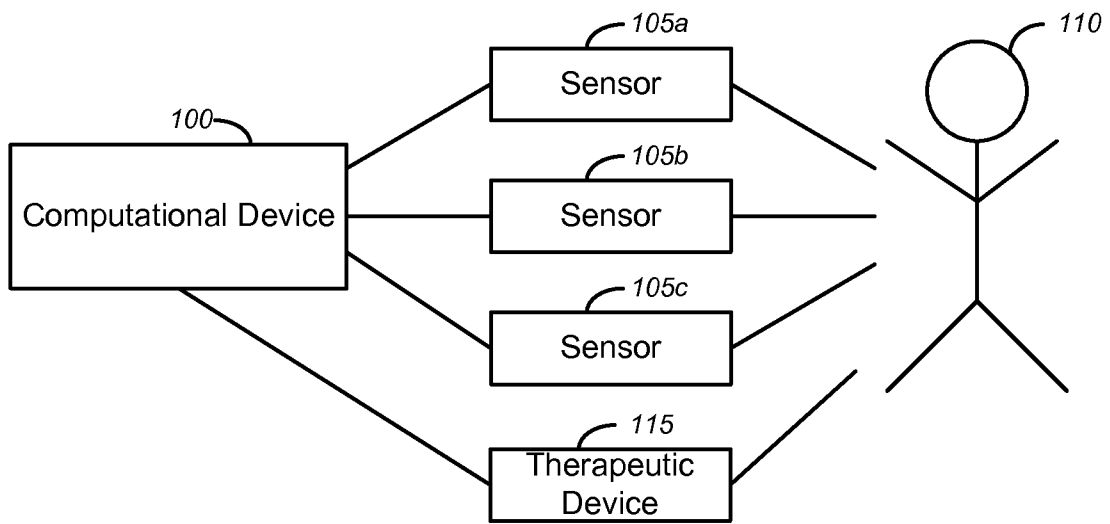 105a
110
Sensor
100
105b
Computational Device
Sensor
105c
Sensor
115
Therapeutic
Device